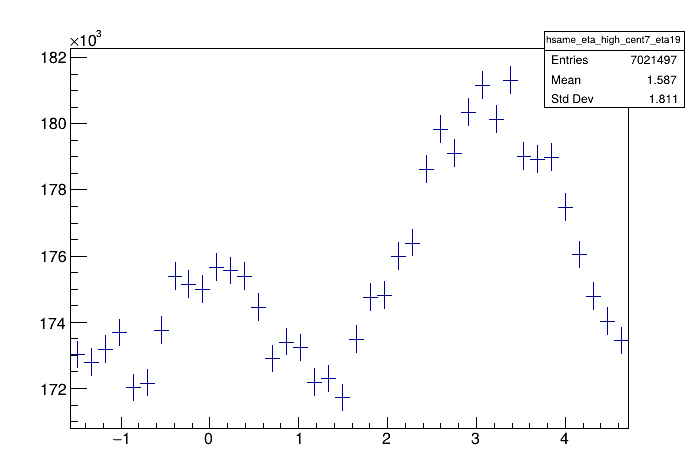 ×10³
hsame_eta_high_cent7_eta19
Entries 7021497
Mean 1.587
Std Dev 1.811
182
180
178
176
174
172
−1 0 1 2 3 4